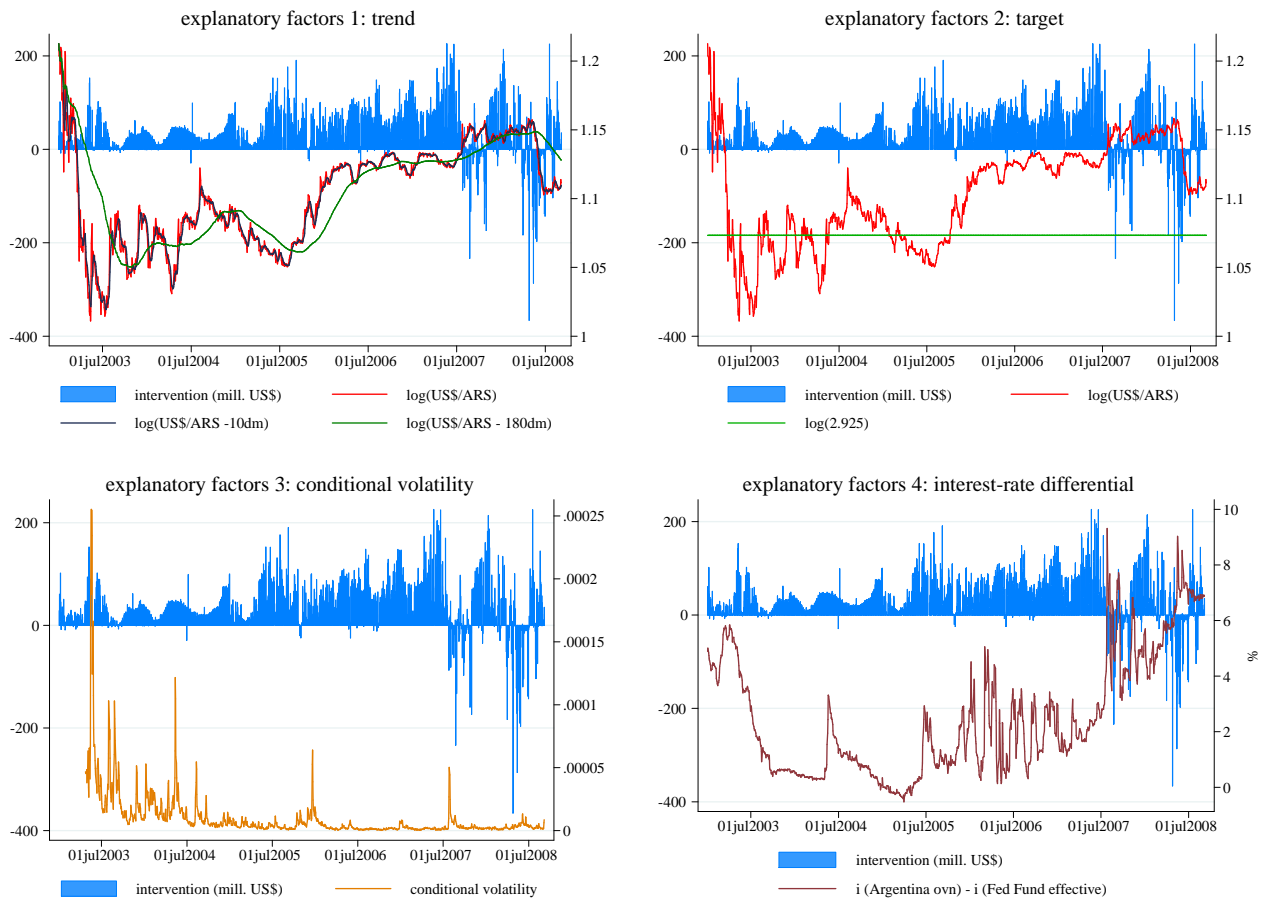 explanatory factors 1: trend
200
0
-200
-400
1.2
1.15
1.1
1.05
1
01jul2003 01jul2004 01jul2005 01jul2006 01jul2007 01jul2008
intervention (mill. US$) log(US$/ARS)
log(US$/ARS -10dm) log(US$/ARS - 180dm)
explanatory factors 2: target
200
0
-200
-400
1.2
1.15
1.1
1.05
1
01jul2003 01jul2004 01jul2005 01jul2006 01jul2007 01jul2008
intervention (mill. US$) log(US$/ARS)
log(2.925)
explanatory factors 3: conditional volatility
200
0
-200
-400
.00025
.0002
.00015
.0001
.00005
0
01jul2003 01jul2004 01jul2005 01jul2006 01jul2007 01jul2008
intervention (mill. US$) conditional volatility
explanatory factors 4: interest-rate differential
200
0
-200
-400
10
8
6
4
2
0
%
01jul2003 01jul2004 01jul2005 01jul2006 01jul2007 01jul2008
intervention (mill. US$)
i (Argentina ovn) - i (Fed Fund effective)